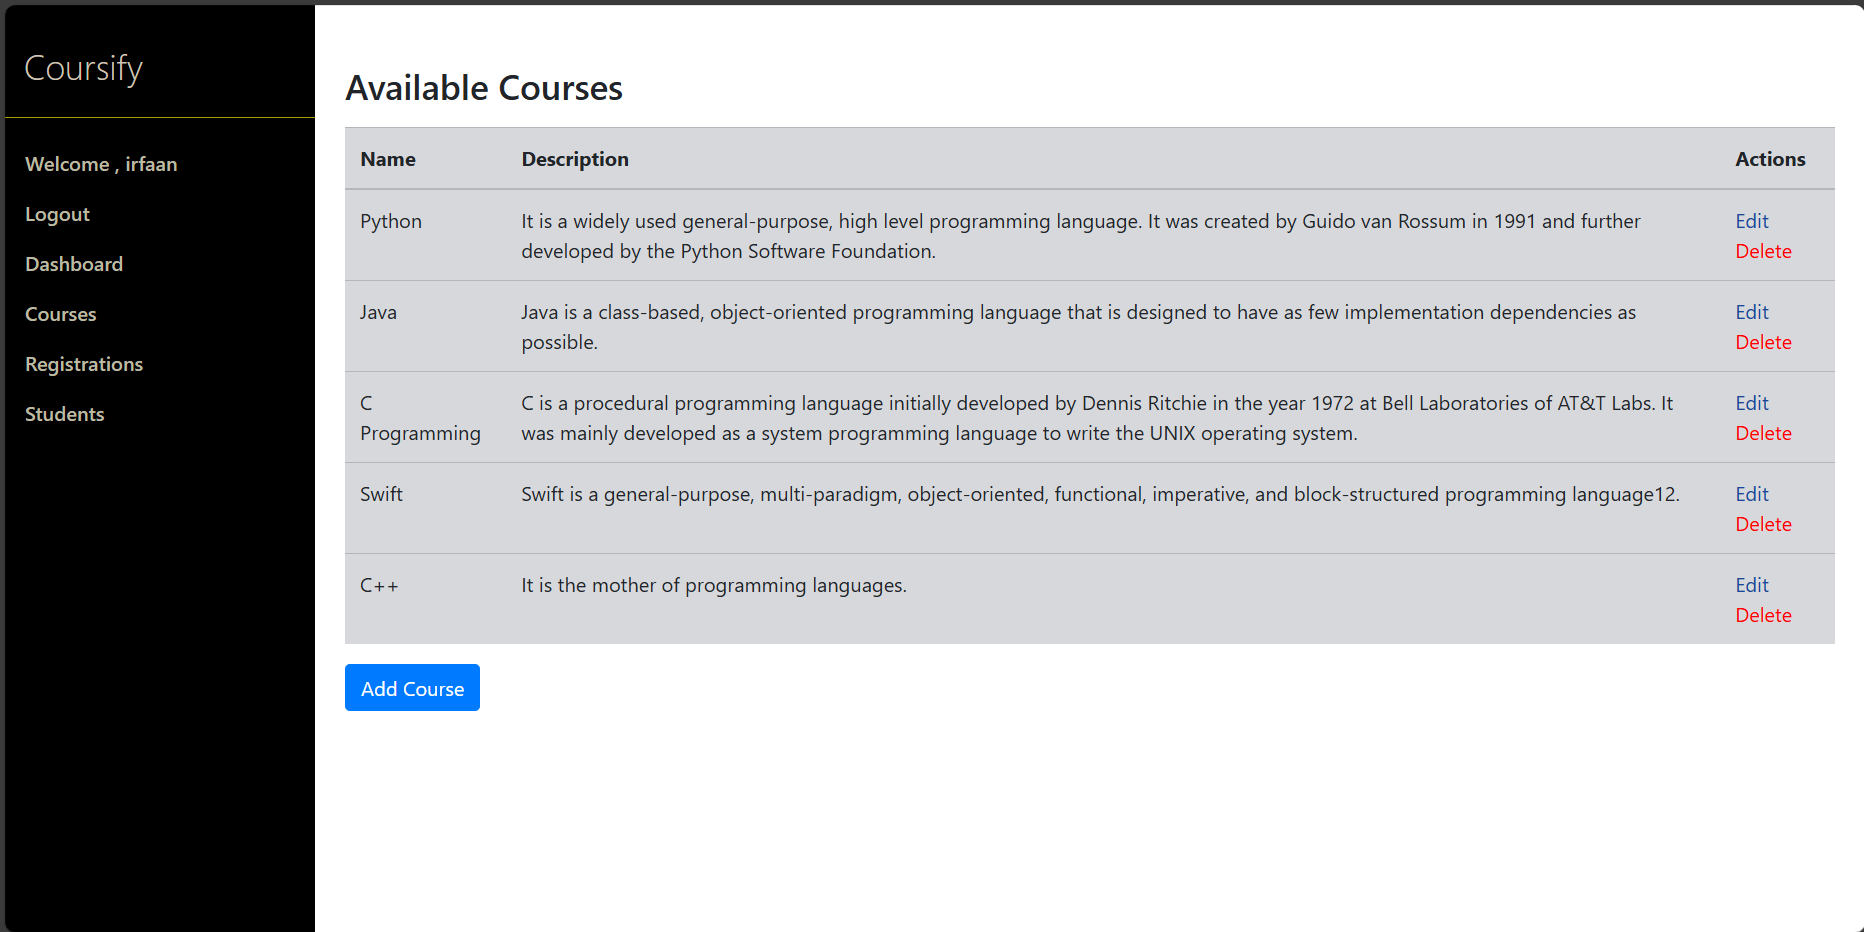 Coursify
Welcome , irfaan
Logout
Dashboard
Courses
Registrations
Students
Available Courses
Name Description Actions
Python It is a widely used general-purpose, high level programming language. It was created by Guido van Rossum in 1991 and further Edit
developed by the Python Software Foundation. Delete
Java Java is a class-based, object-oriented programming language that is designed to have as few implementation dependencies as Edit
possible. Delete
C C is a procedural programming language initially developed by Dennis Ritchie in the year 1972 at Bell Laboratories of AT&T Labs. It Edit
Programming was mainly developed as a system programming language to write the UNIX operating system. Delete
Swift Swift is a general-purpose, multi-paradigm, object-oriented, functional, imperative, and block-structured programming language12. Edit
Delete
C++ It is the mother of programming languages. Edit
Delete
Add Course